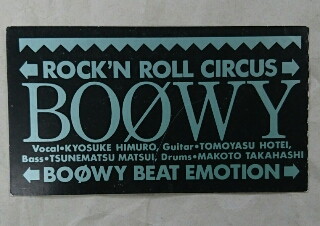 ROCK'N ROLL CIRCUS
BOØWY
Vocal•KYOSUKE HIMURO, Guitar•TOMOYASU HOTEI,
Bass•TSUNEMATSU MATSUI, Drums•MAKOTO TAKAHASHI
BOØWY BEAT EMOTION